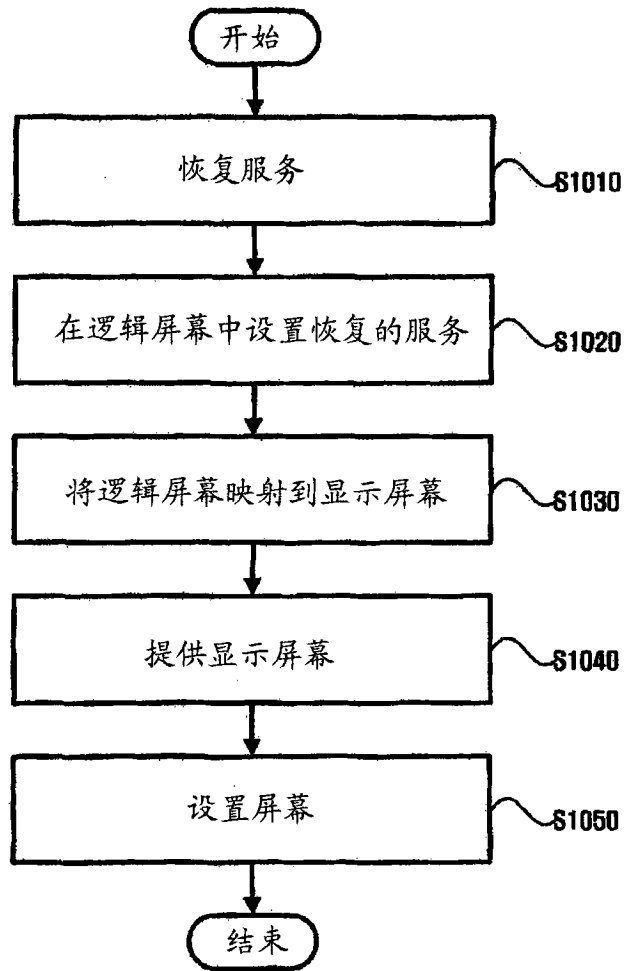 开始
恢复服务
S1010
在逻辑屏幕中设置恢复的服务
S1020
将逻辑屏幕映射到显示屏幕
S1030
提供显示屏幕
S1040
设置屏幕
S1050
结束